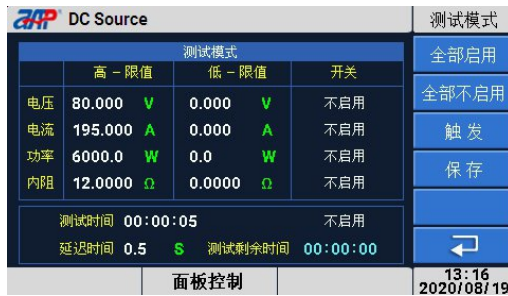 ZAP DC Source
测试模式
测试模式
高-限值 低-限值 开关
电压 80.000 V 0.000 V 不启用
电流 195.000 A 0.000 A 不启用
功率 6000.0 W 0.0 W 不启用
内阻 12.0000 Ω 0.0000 Ω 不启用
测试时间 00:00:05 不启用
延迟时间 0.5 S 测试剩余时间 00:00:00
全部启用
全部不启用
触发
保存
面板控制
13:16
2020/08/19